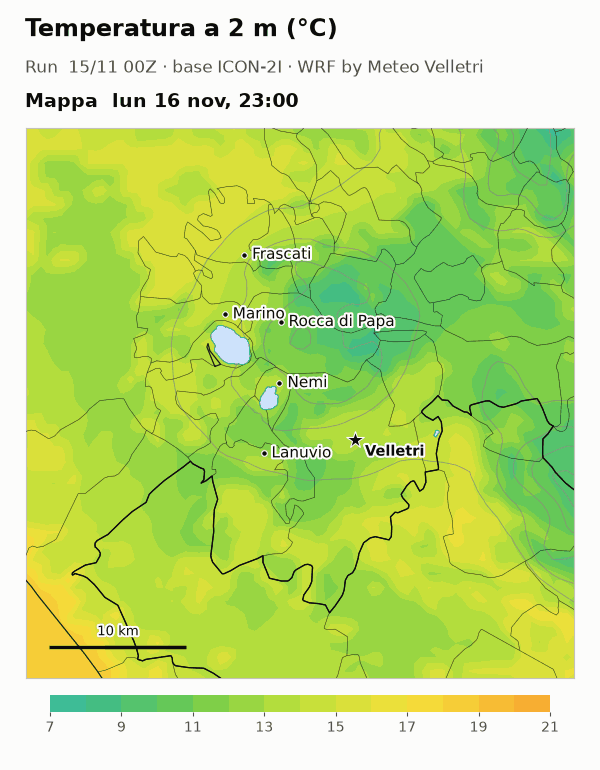 Temperatura a 2 m (°C)
Run 15/11 00Z · base ICON-2I · WRF by Meteo Velletri
Mappa lun 16 nov, 23:00
Frascati
Marino
Rocca di Papa
Nemi
Velletri
Lanuvio
10 km
7 9 11 13 15 17 19 21